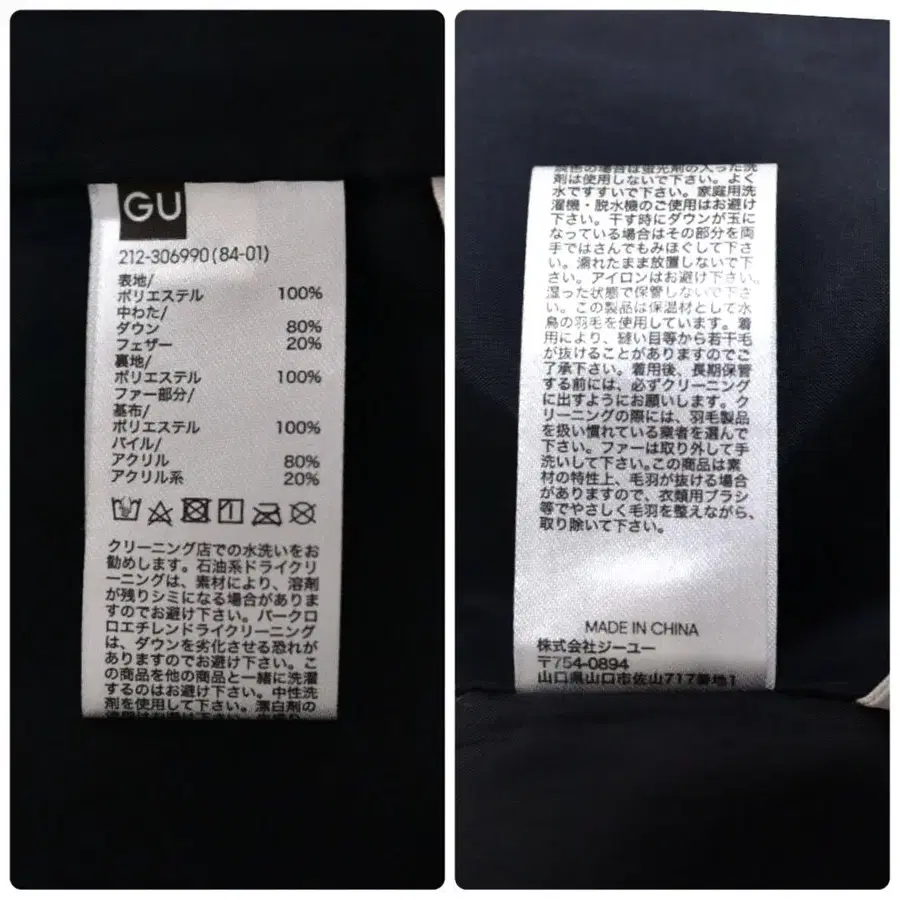 GU
212-306990(84-01)
表地/
ポリエステル 100%
中わた/
ダウン 80%
フェザー 20%
裏地/
ポリエステル 100%
ファー部分/
基布/
ポリエステル 100%
パイル/
アクリル 80%
アクリル系 20%
クリーニング店での水洗いをお
勧めします。石油系ドライクリ
ーニングは、素材により、溶剤
が残りシミになる場合がありま
すのでお避け下さい。パークロ
ロエチレンドライクリーニング
は、ダウンを劣化させる恐れが
ありますのでお避け下さい。こ
の商品を他の商品と一緒に洗濯
するのはお避け下さい。中性洗
剤を使用して下さい。漂白剤の
の場合は蛍光剤の入った洗
剤は使用しないで下さい。よく
水ですすいで下さい。家庭用洗
濯機・脱水機のご使用はお避け
下さい。干す時にダウンが玉に
なっている場合はその部分を両
手ではさんでもみほぐして下さ
い。濡れたまま放置しないで下
さい。アイロンはお避け下さい。
湿った状態で保管しないで下さ
い。この製品は保温材として水
鳥の羽毛を使用しています。着
用により、縫い目等から若干毛
が抜けることがありますのでご
了承下さい。着用後、長期保管
する前には、必ずクリーニング
に出すようにお願いします。ク
リーニングの際には、羽毛製品
を扱い慣れている業者を選んで
下さい。ファーは取り外して手
洗いして下さい。この商品は素
材の特性上、毛羽が抜ける場合
がありますので、衣類用ブラシ
等でやさしく毛羽を整えながら、
取り除いて下さい。
MADE IN CHINA
株式会社ジーユー
〒754-0894
山口県山口市佐山717番地1